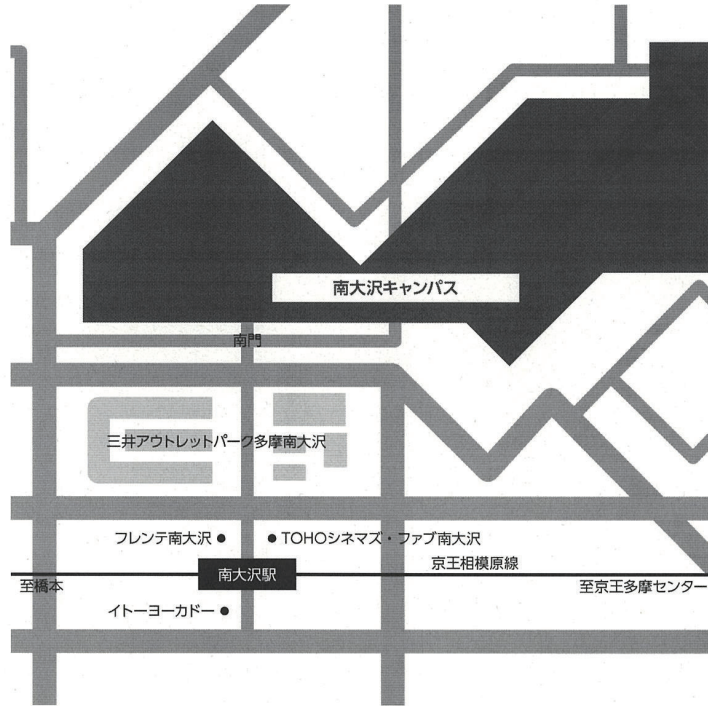 南大沢キャンパス
南門
三井アウトレットパーク多摩南大沢
フレンテ南大沢
TOHOシネマズ・ファブ南大沢
京王相模原線
南大沢駅
至橋本
至京王多摩センター
イトーヨーカドー